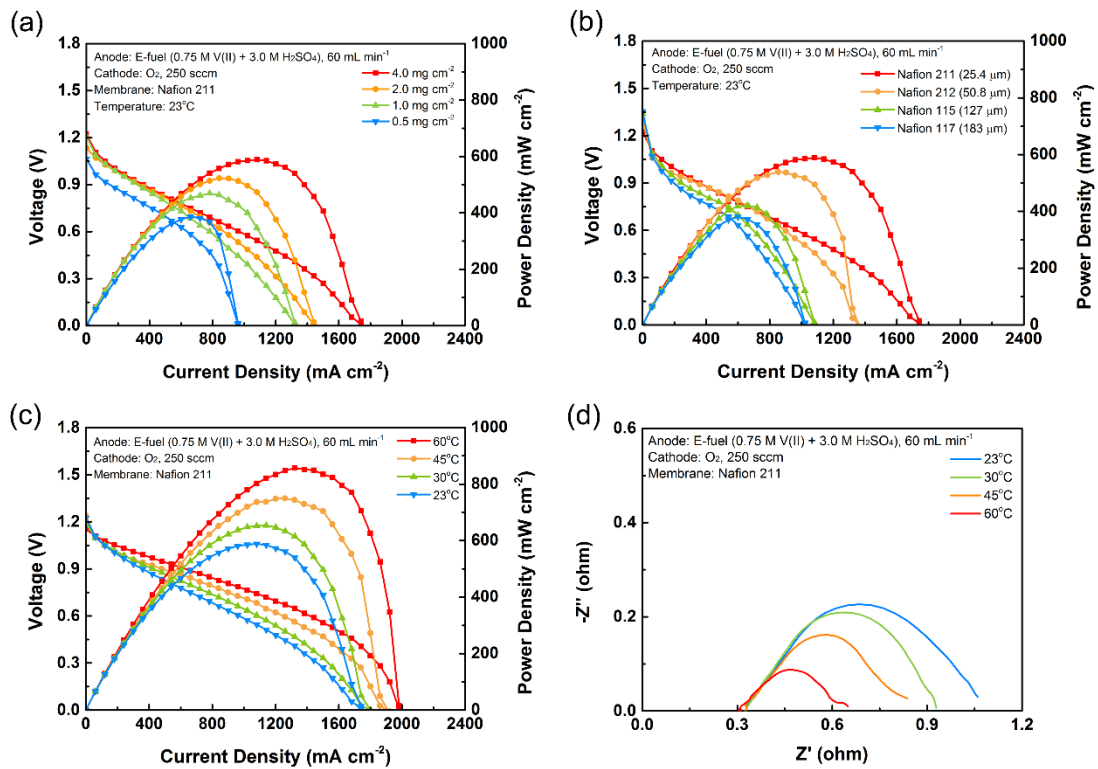 (a)
Anode: E-fuel (0.75 M V(II) + 3.0 M H₂SO₄), 60 mL min⁻¹
Cathode: O₂, 250 sccm
Membrane: Nafion 211
Temperature: 23°C
4.0 mg cm⁻²
2.0 mg cm⁻²
1.0 mg cm⁻²
0.5 mg cm⁻²
Voltage (V)
1.8
1.5
1.2
0.9
0.6
0.3
0.0
Power Density (mW cm⁻²)
1000
800
600
400
200
0
0 400 800 1200 1600 2000 2400
Current Density (mA cm⁻²)
(b)
Anode: E-fuel (0.75 M V(II) + 3.0 M H₂SO₄), 60 mL min⁻¹
Cathode: O₂, 250 sccm
Temperature: 23°C
Nafion 211 (25.4 μm)
Nafion 212 (50.8 μm)
Nafion 115 (127 μm)
Nafion 117 (183 μm)
Voltage (V)
1.8
1.5
1.2
0.9
0.6
0.3
0.0
Power Density (mW cm⁻²)
1000
800
600
400
200
0
0 400 800 1200 1600 2000 2400
Current Density (mA cm⁻²)
(c)
Anode: E-fuel (0.75 M V(II) + 3.0 M H₂SO₄), 60 mL min⁻¹
Cathode: O₂, 250 sccm
Membrane: Nafion 211
60°C
45°C
30°C
23°C
Voltage (V)
1.8
1.5
1.2
0.9
0.6
0.3
0.0
Power Density (mW cm⁻²)
1000
800
600
400
200
0
0 400 800 1200 1600 2000 2400
Current Density (mA cm⁻²)
(d)
Anode: E-fuel (0.75 M V(II) + 3.0 M H₂SO₄), 60 mL min⁻¹
Cathode: O₂, 250 sccm
Membrane: Nafion 211
23°C
30°C
45°C
60°C
-Z'' (ohm)
0.6
0.4
0.2
0.0
0.0 0.3 0.6 0.9 1.2
Z' (ohm)